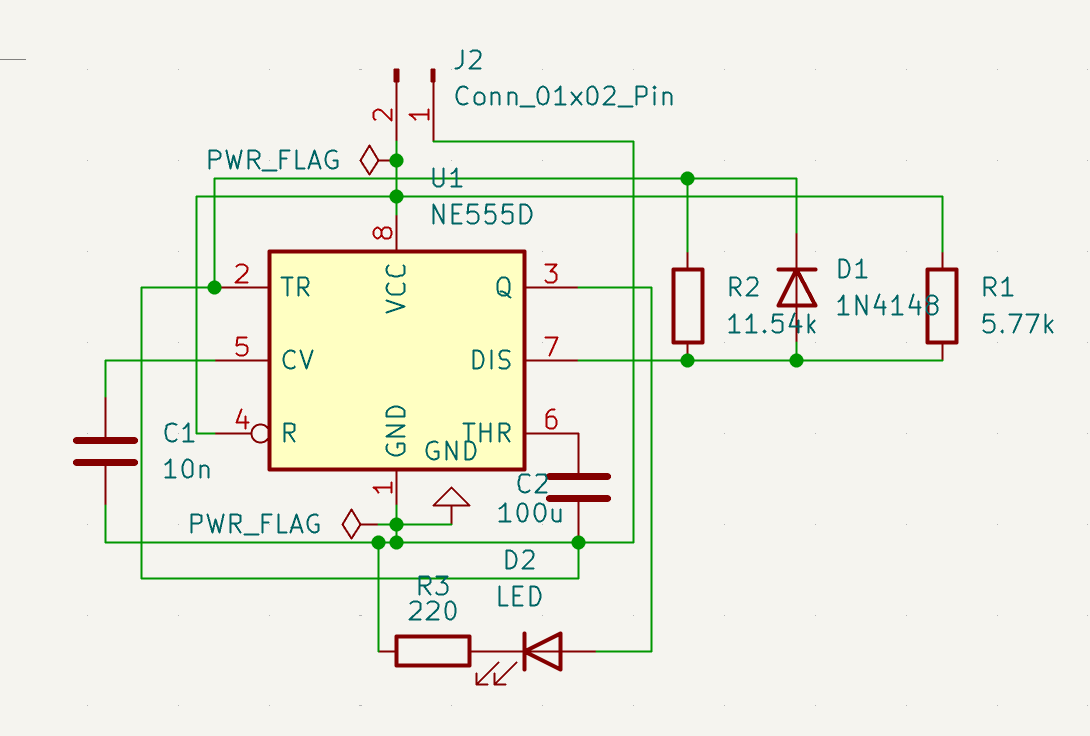 J2
Conn_01x02_Pin
2
1
PWR_FLAG
U1
NE555D
8
2
TR
VCC
Q
3
D1
R2
1N4148
R1
11.54k
5.77k
5
CV
DIS
7
4
R
GND
THR
6
GND
C1
10n
1
C2
100u
PWR_FLAG
D2
LED
R3
220